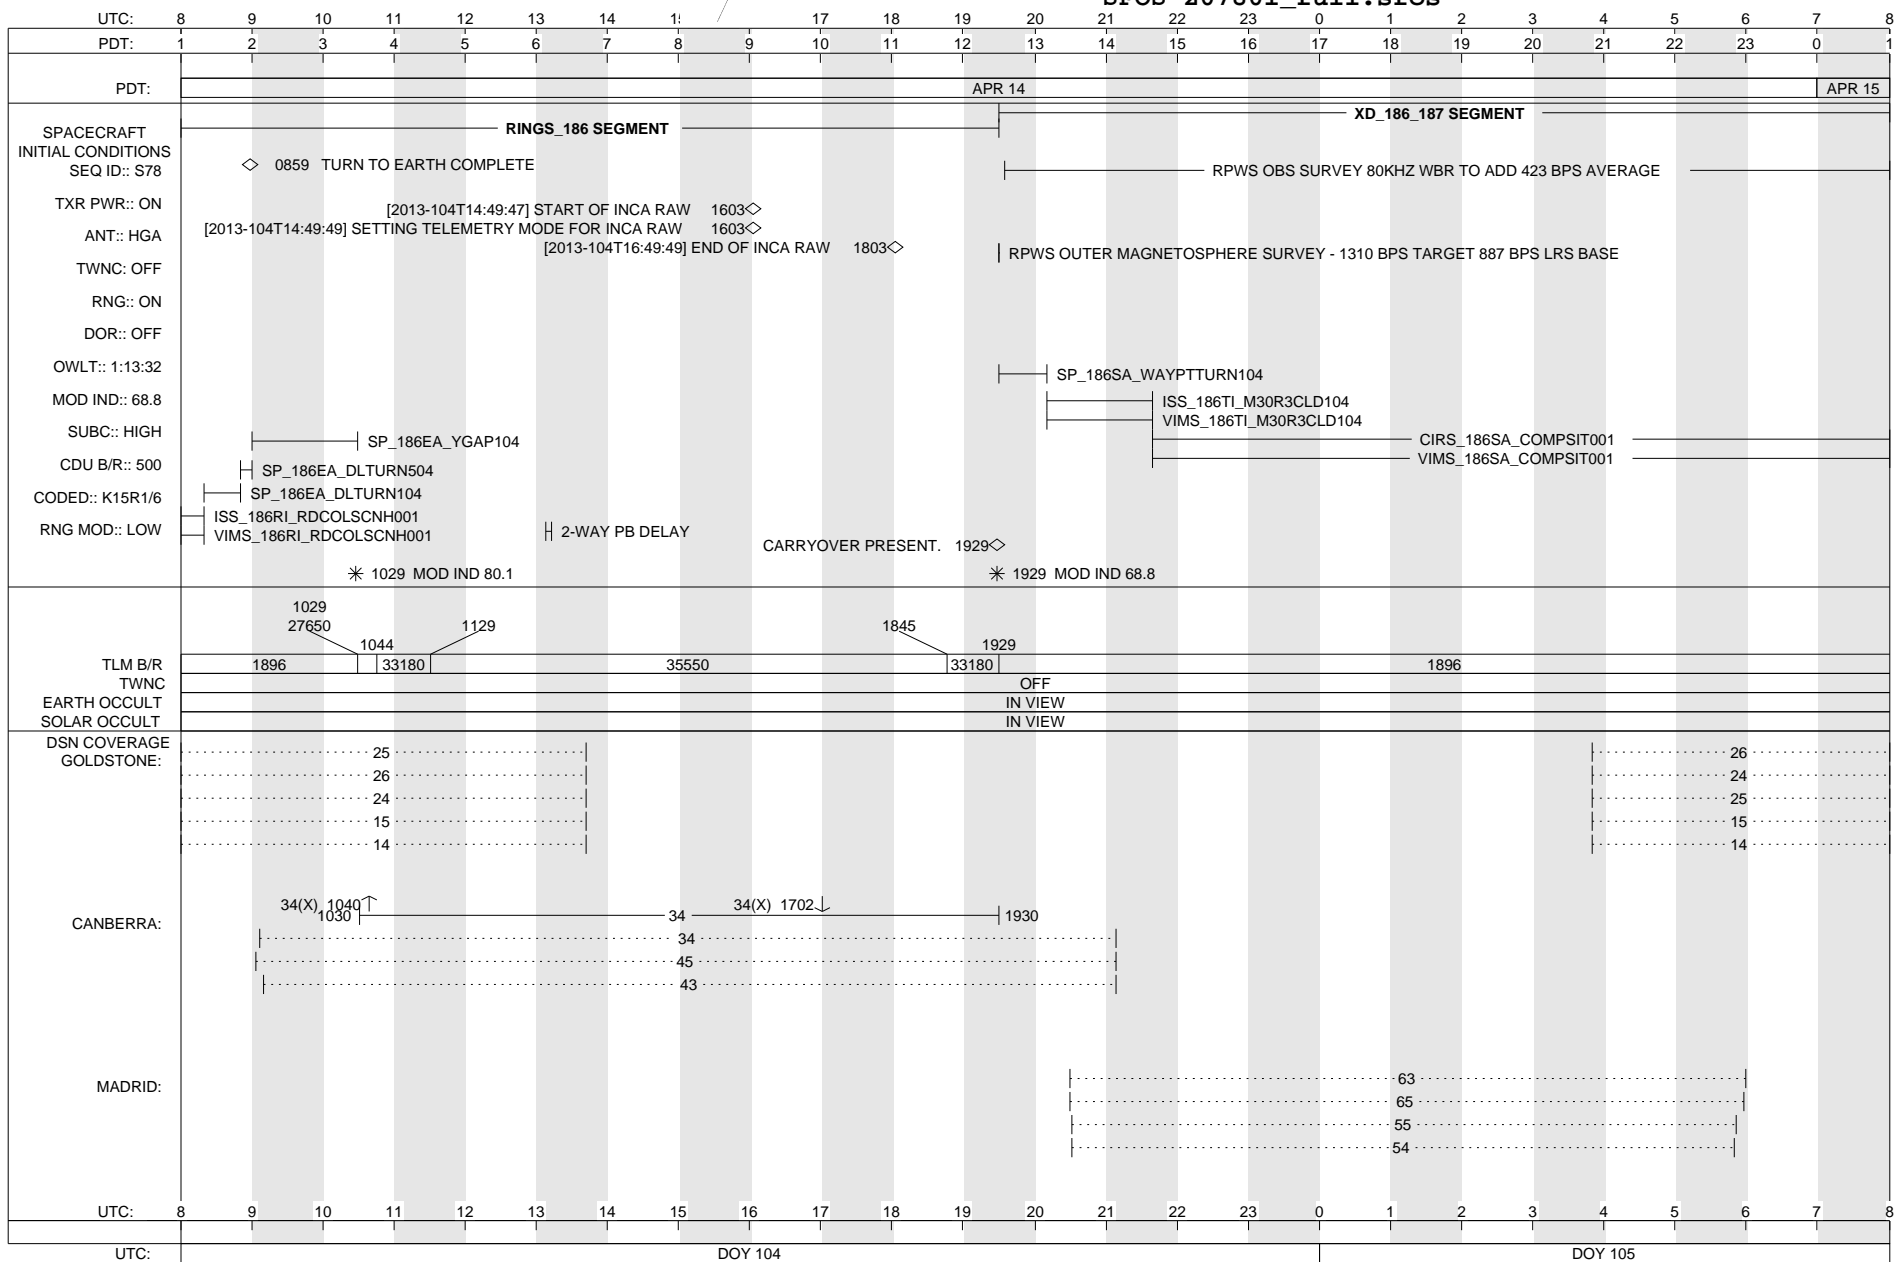 SFOS 207801_full.sfos
UTC: 8 9 10 11 12 13 14 15 17 18 19 20 21 22 23 0 1 2 3 4 5 6 7 8
PDT: 1 2 3 4 5 6 7 8 9 10 11 12 13 14 15 16 17 18 19 20 21 22 23 0 1
PDT: APR 14 APR 15
XD_186_187 SEGMENT
SPACECRAFT RINGS_186 SEGMENT
INITIAL CONDITIONS
SEQ ID:: S78 0859 TURN TO EARTH COMPLETE RPWS OBS SURVEY 80KHZ WBR TO ADD 423 BPS AVERAGE
TXR PWR:: ON
[2013-104T14:49:47] START OF INCA RAW 1603
[2013-104T14:49:49] SETTING TELEMETRY MODE FOR INCA RAW 1603
ANT:: HGA
[2013-104T16:49:49] END OF INCA RAW 1803
RPWS OUTER MAGNETOSPHERE SURVEY - 1310 BPS TARGET 887 BPS LRS BASE
TWNC: OFF
RNG:: ON
DOR:: OFF
OWLT:: 1:13:32
SP_186SA_WAYPTTURN104
MOD IND:: 68.8 ISS_186TI_M30R3CLD104
VIMS_186TI_M30R3CLD104
SUBC:: HIGH SP_186EA_YGAP104 CIRS_186SA_COMPSIT001
VIMS_186SA_COMPSIT001
CDU B/R:: 500 SP_186EA_DLTURN504
CODED:: K15R1/6 SP_186EA_DLTURN104
ISS_186RI_RDCOLSCNH001
RNG MOD:: LOW VIMS_186RI_RDCOLSCNH001 2-WAY PB DELAY
CARRYOVER PRESENT. 1929
1029 MOD IND 80.1 1929 MOD IND 68.8
1029
27650 1129 1845
1044 1929
TLM B/R 1896 33180 35550 33180 1896
TWNC OFF
EARTH OCCULT IN VIEW
SOLAR OCCULT IN VIEW
DSN COVERAGE
GOLDSTONE: 25 26
26 24
24 25
15 15
14 14
34(X) 1040 34(X) 1702
CANBERRA: 1030 34 1930
34
45
43
MADRID: 63
65
55
54
UTC: 8 9 10 11 12 13 14 15 16 17 18 19 20 21 22 23 0 1 2 3 4 5 6 7 8
UTC: DOY 104 DOY 105